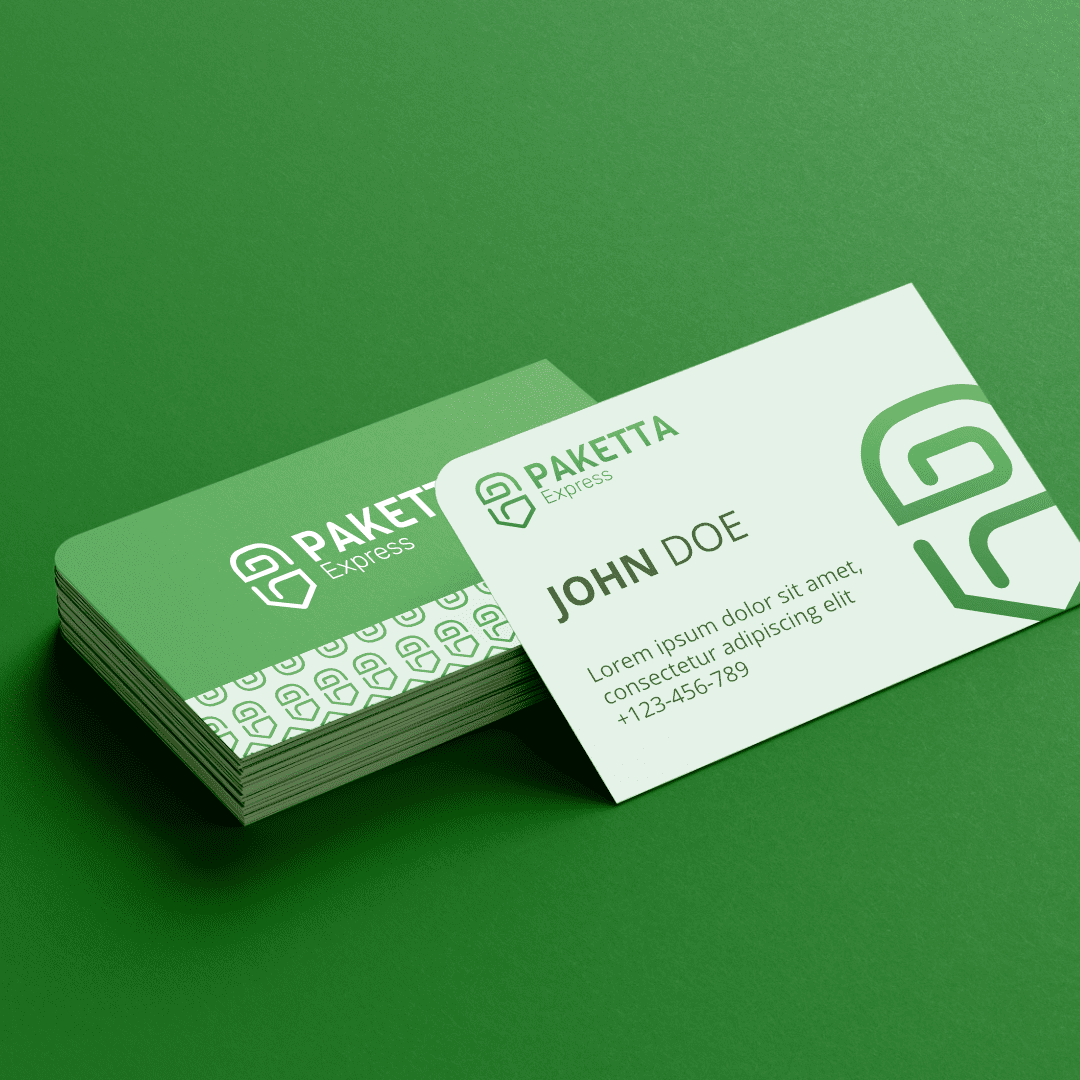 PAKETTA
Express
PAKETTA
Express
JOHN DOE
Lorem ipsum dolor sit amet,
consectetur adipiscing elit
+123-456-789